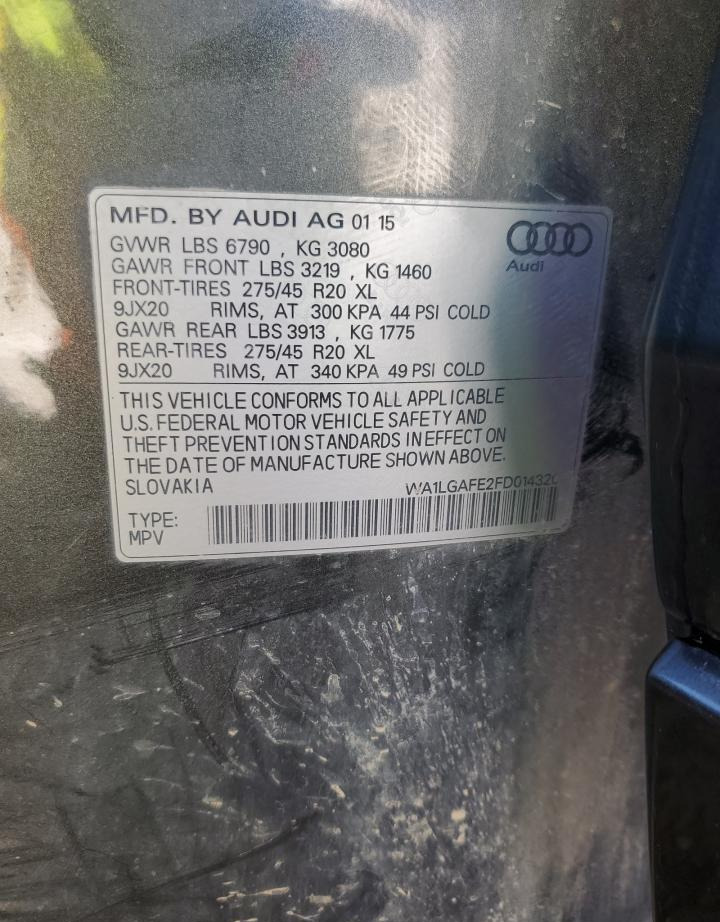 MFD. BY AUDI AG 01 15
GVWR LBS 6790 , KG 3080
GAWR FRONT LBS 3219 , KG 1460
FRONT-TIRES 275/45 R20 XL
9JX20 RIMS, AT 300 KPA 44 PSI COLD
GAWR REAR LBS 3913 , KG 1775
REAR-TIRES 275/45 R20 XL
9JX20 RIMS, AT 340 KPA 49 PSI COLD
Audi
THIS VEHICLE CONFORMS TO ALL APPLICABLE
U.S. FEDERAL MOTOR VEHICLE SAFETY AND
THEFT PREVENTION STANDARDS IN EFFECT ON
THE DATE OF MANUFACTURE SHOWN ABOVE.
SLOVAKIA WA1LGAFE2FD014320
TYPE:
MPV